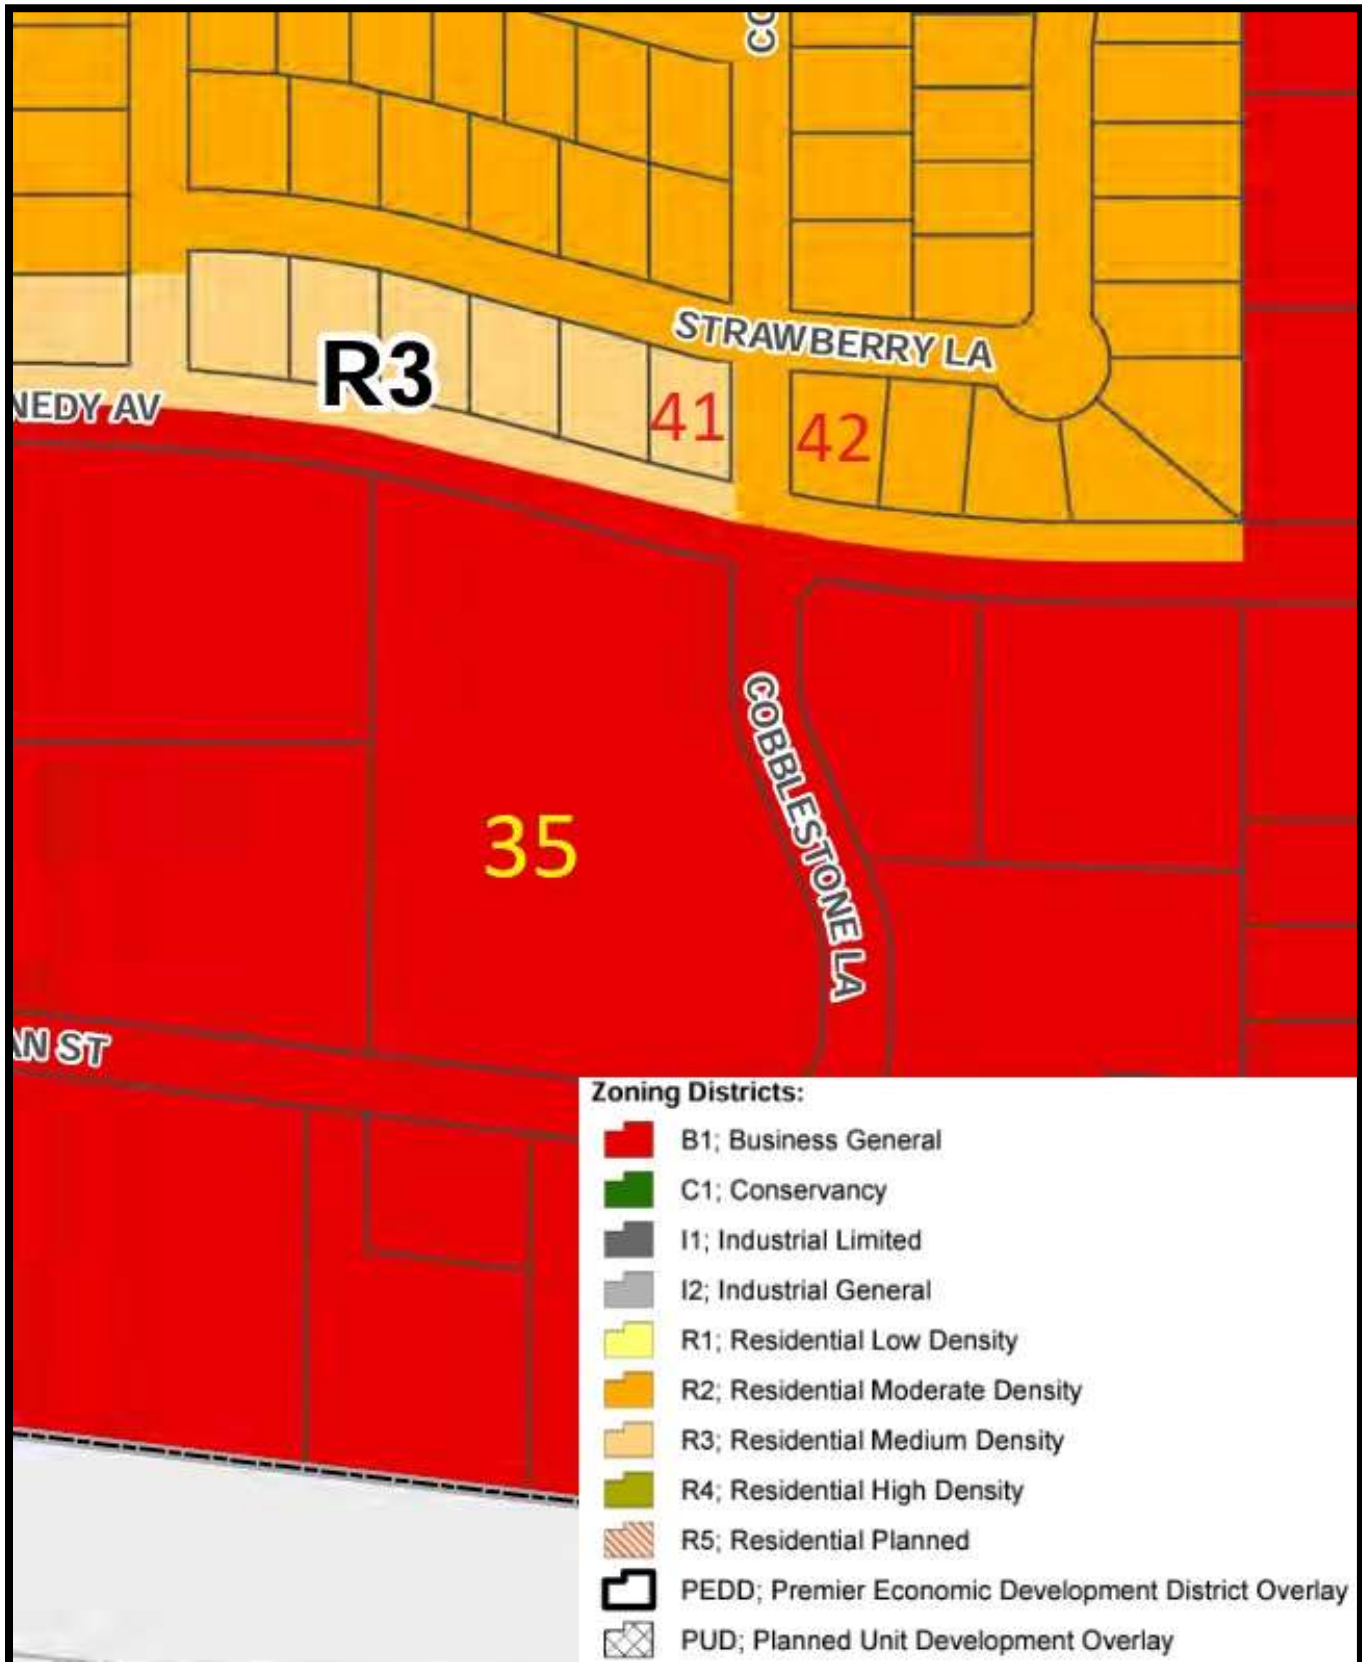 CO
STRAWBERRY LA
R3
NEDY AV
41
42
COBBLESTONE LA
35
AN ST
Zoning Districts:
B1; Business General
C1; Conservancy
I1; Industrial Limited
I2; Industrial General
R1; Residential Low Density
R2; Residential Moderate Density
R3; Residential Medium Density
R4; Residential High Density
R5; Residential Planned
PEDD; Premier Economic Development District Overlay
PUD; Planned Unit Development Overlay